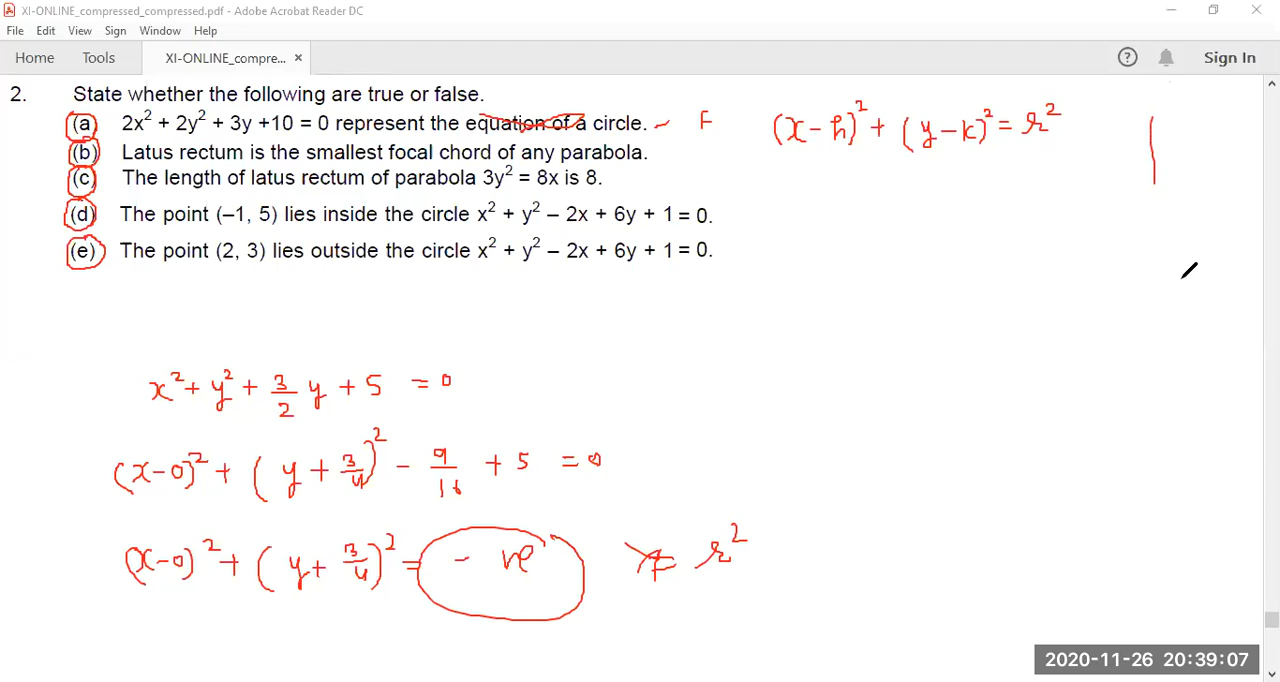 XI-ONLINE_compressed_compressed.pdf - Adobe Acrobat Reader DC
File Edit View Sign Window Help
Home Tools XI-ONLINE_compre... × Sign In
2. State whether the following are true or false.
(a) 2x² + 2y² + 3y +10 = 0 represent the equation of a circle. F (x-h)² + (y-k)² = r²
(b) Latus rectum is the smallest focal chord of any parabola.
(c) The length of latus rectum of parabola 3y² = 8x is 8.
(d) The point (–1, 5) lies inside the circle x² + y² – 2x + 6y + 1 = 0.
(e) The point (2, 3) lies outside the circle x² + y² – 2x + 6y + 1 = 0.
x² + y² + 3/2 y + 5 = 0
(x-0)² + (y + 3/4)² - 9/16 + 5 = 0
(x-0)² + (y + 3/4)² = - ve ≠ r²
2020-11-26 20:39:07